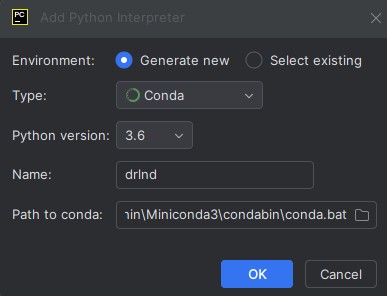 PC Add Python Interpreter
Environment: Generate new Select existing
Type: Conda
Python version: 3.6
Name: drlnd
Path to conda: \Miniconda3\condabin\conda.bat
OK Cancel